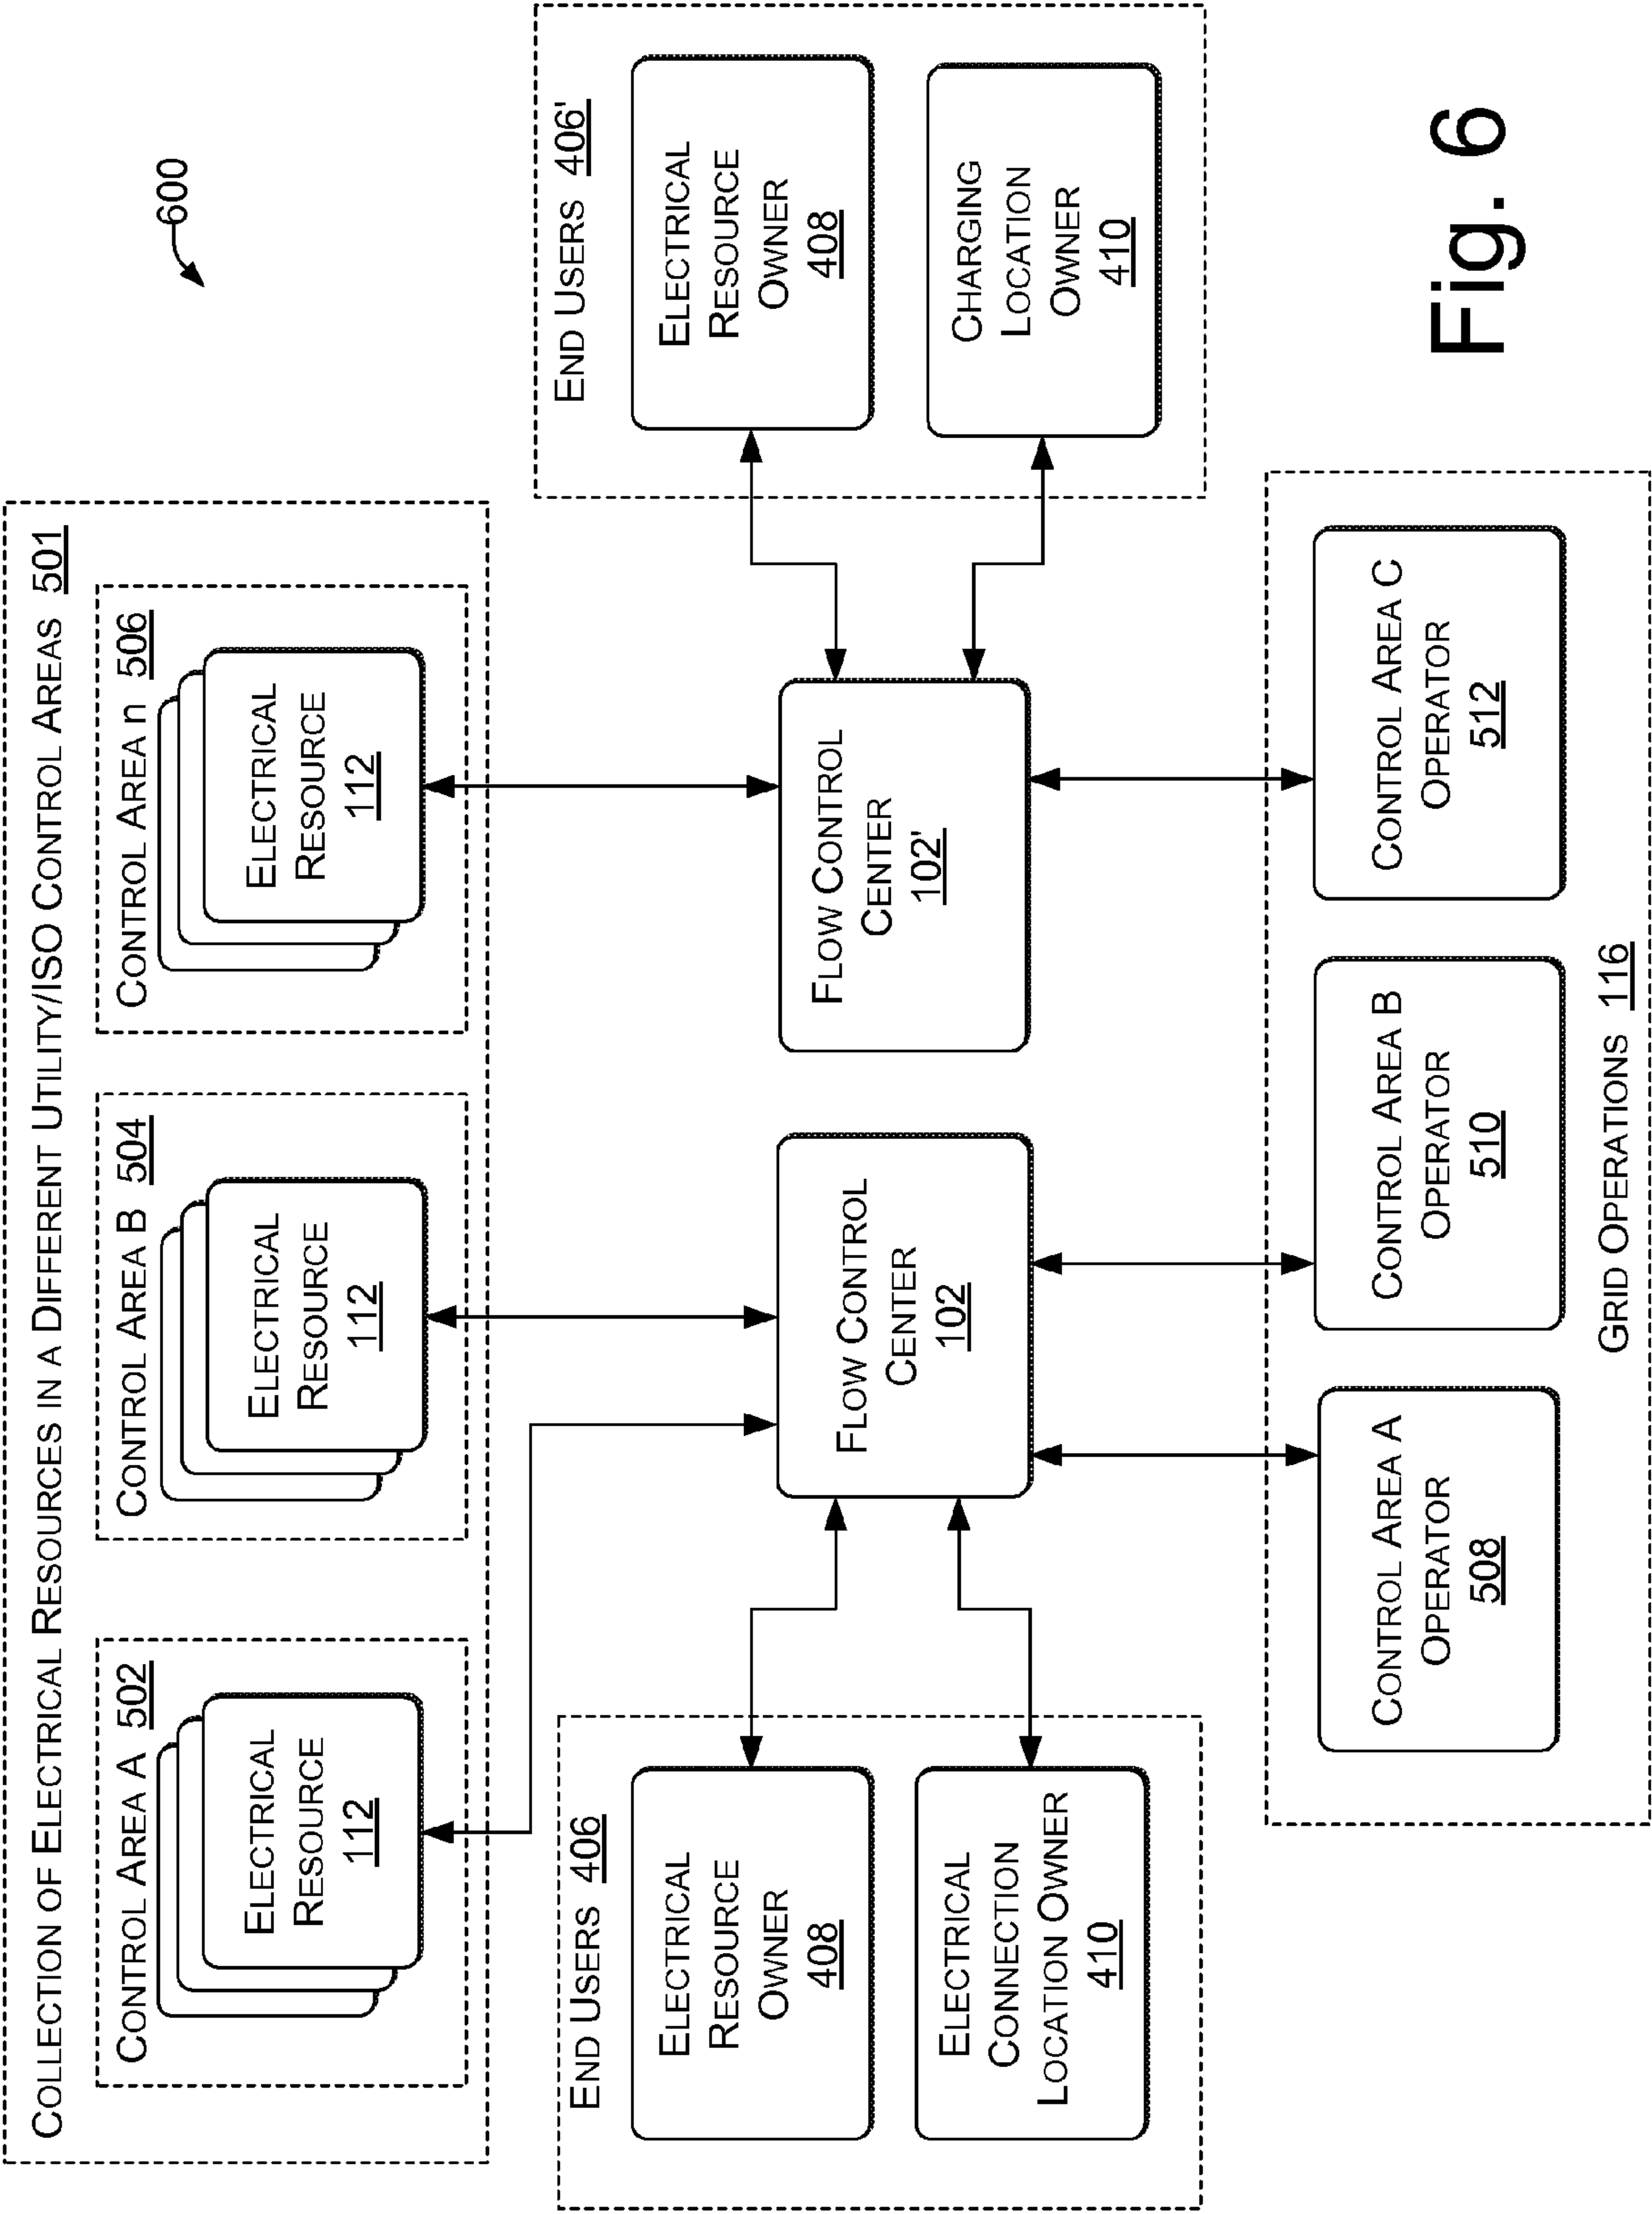 600
COLLECTION OF ELECTRICAL RESOURCES IN A DIFFERENT UTILITY/ISO CONTROL AREAS 501
CONTROL AREA A 502
ELECTRICAL
RESOURCE
112
CONTROL AREA B 504
ELECTRICAL
RESOURCE
112
CONTROL AREA n 506
ELECTRICAL
RESOURCE
112
END USERS 406
ELECTRICAL
RESOURCE
OWNER
408
ELECTRICAL
CONNECTION
LOCATION OWNER
410
FLOW CONTROL
CENTER
102
FLOW CONTROL
CENTER
102'
END USERS 406'
ELECTRICAL
RESOURCE
OWNER
408
CHARGING
LOCATION
OWNER
410
CONTROL AREA A
OPERATOR
508
CONTROL AREA B
OPERATOR
510
CONTROL AREA C
OPERATOR
512
GRID OPERATIONS 116
Fig. 6